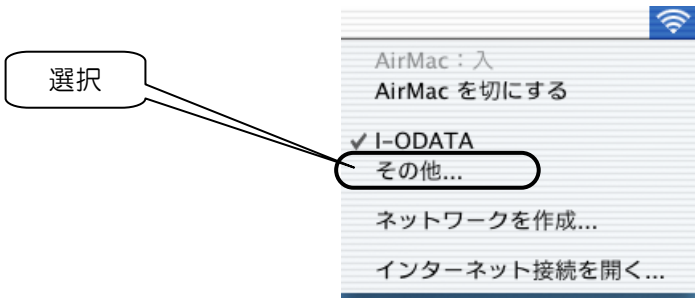 選択
AirMac：入
AirMac を切にする
I-ODATA
その他...
ネットワークを作成...
インターネット接続を開く...